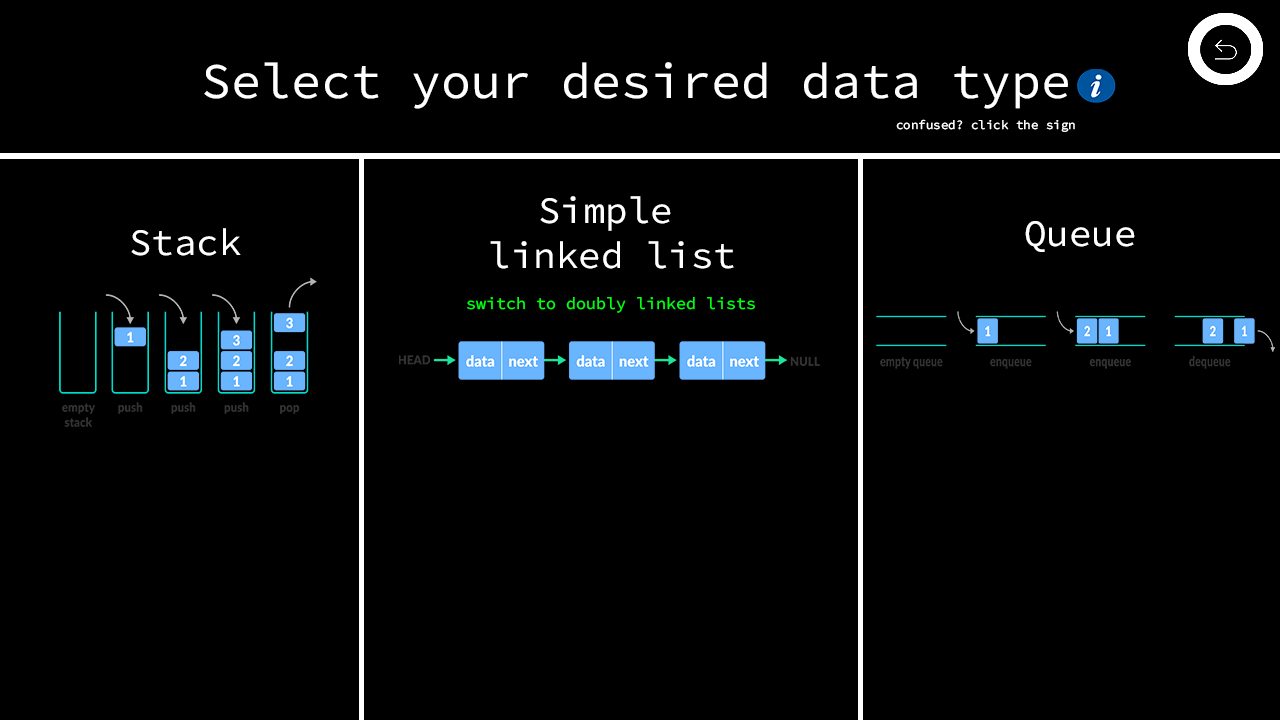 Select your desired data type
i
confused? click the sign
Stack
1
2
1
3
2
1
3
2
1
empty
stack
push
push
push
pop
Simple
linked list
switch to doubly linked lists
HEAD
data next
data next
data next
NULL
Queue
1
2 1
2 1
empty queue
enqueue
enqueue
dequeue